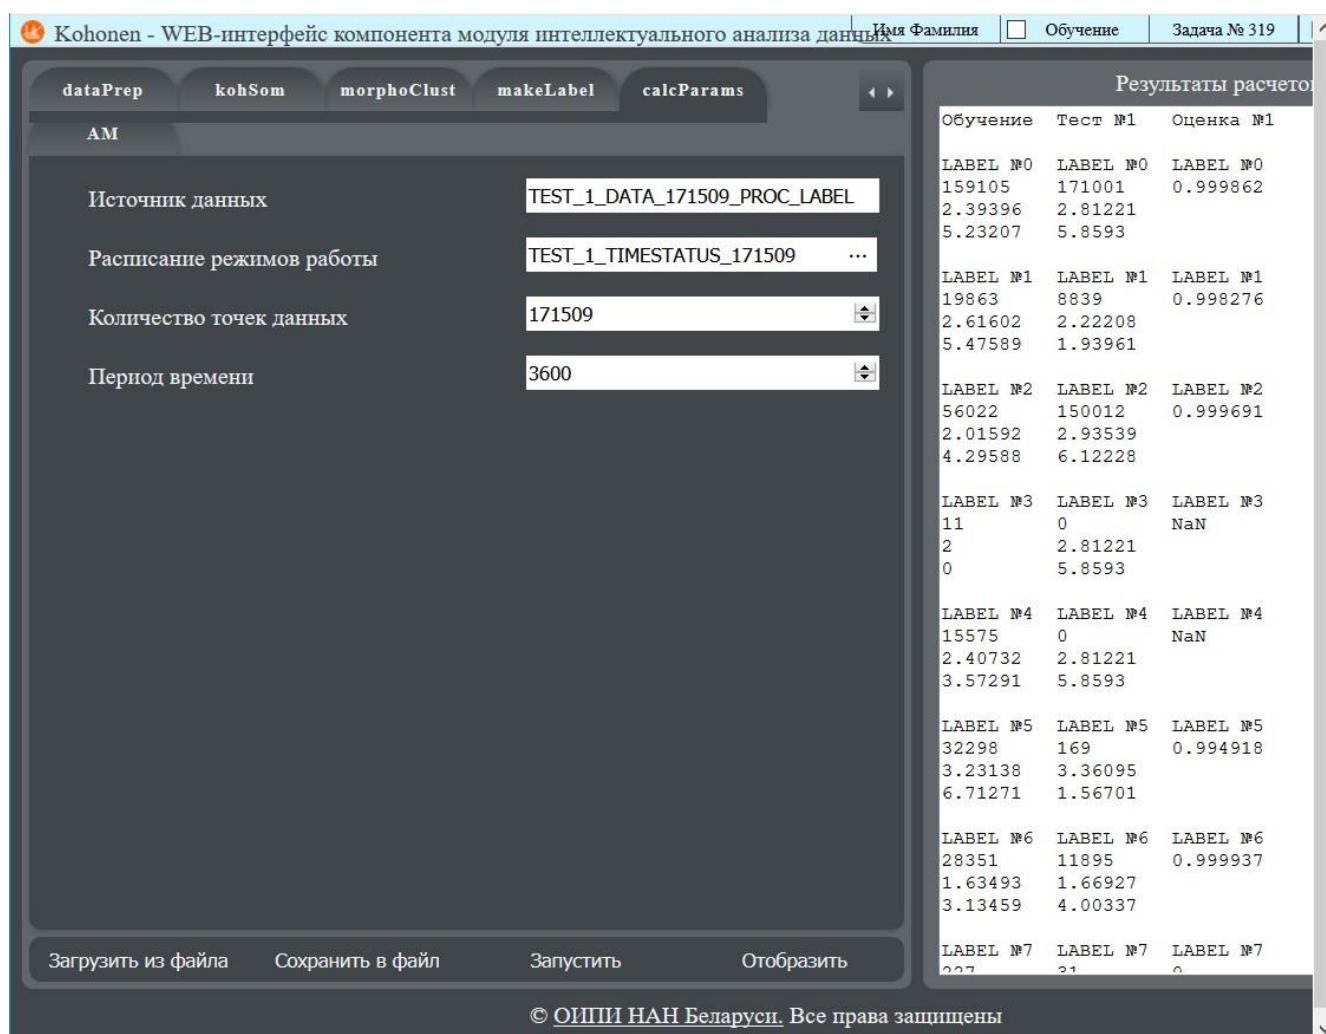 Kohonen - WEB-интерфейс компонента модуля интеллектуального анализа данных
Имя Фамилия Обучение Задача № 319
dataPrep kohSom morphoClust makeLabel calcParams
AM
Источник данных TEST_1_DATA_171509_PROC_LABEL
Расписание режимов работы TEST_1_TIMESTATUS_171509 ...
Количество точек данных 171509
Период времени 3600
Загрузить из файла Сохранить в файл Запустить Отобразить
Результаты расчето
Обучение Тест №1 Оценка №1
LABEL №0 LABEL №0 LABEL №0
159105 171001 0.999862
2.39396 2.81221
5.23207 5.8593
LABEL №1 LABEL №1 LABEL №1
19863 8839 0.998276
2.61602 2.22208
5.47589 1.93961
LABEL №2 LABEL №2 LABEL №2
56022 150012 0.999691
2.01592 2.93539
4.29588 6.12228
LABEL №3 LABEL №3 LABEL №3
11 0 NaN
2 2.81221
0 5.8593
LABEL №4 LABEL №4 LABEL №4
15575 0 NaN
2.40732 2.81221
3.57291 5.8593
LABEL №5 LABEL №5 LABEL №5
32298 169 0.994918
3.23138 3.36095
6.71271 1.56701
LABEL №6 LABEL №6 LABEL №6
28351 11895 0.999937
1.63493 1.66927
3.13459 4.00337
LABEL №7 LABEL №7 LABEL №7
© ОИПИ НАН Беларуси. Все права защищены